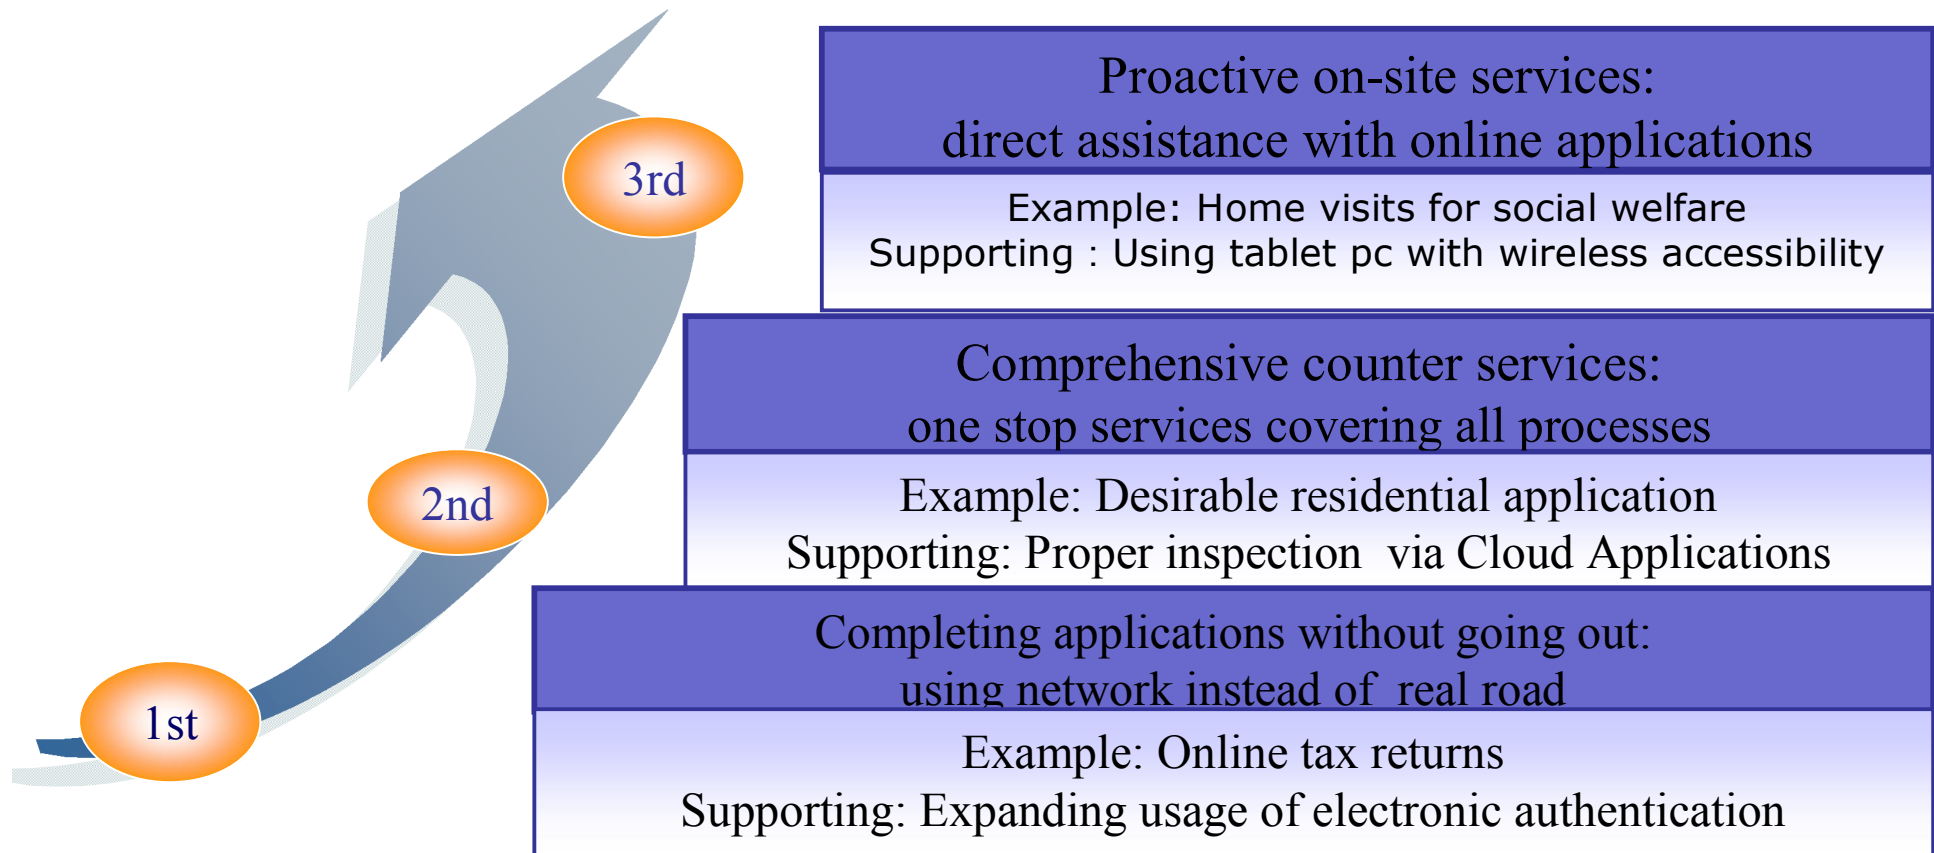 3rd
Proactive on-site services:
direct assistance with online applications
Example: Home visits for social welfare
Supporting : Using tablet pc with wireless accessibility
2nd
Comprehensive counter services:
one stop services covering all processes
Example: Desirable residential application
Supporting: Proper inspection via Cloud Applications
1st
Completing applications without going out:
using network instead of real road
Example: Online tax returns
Supporting: Expanding usage of electronic authentication